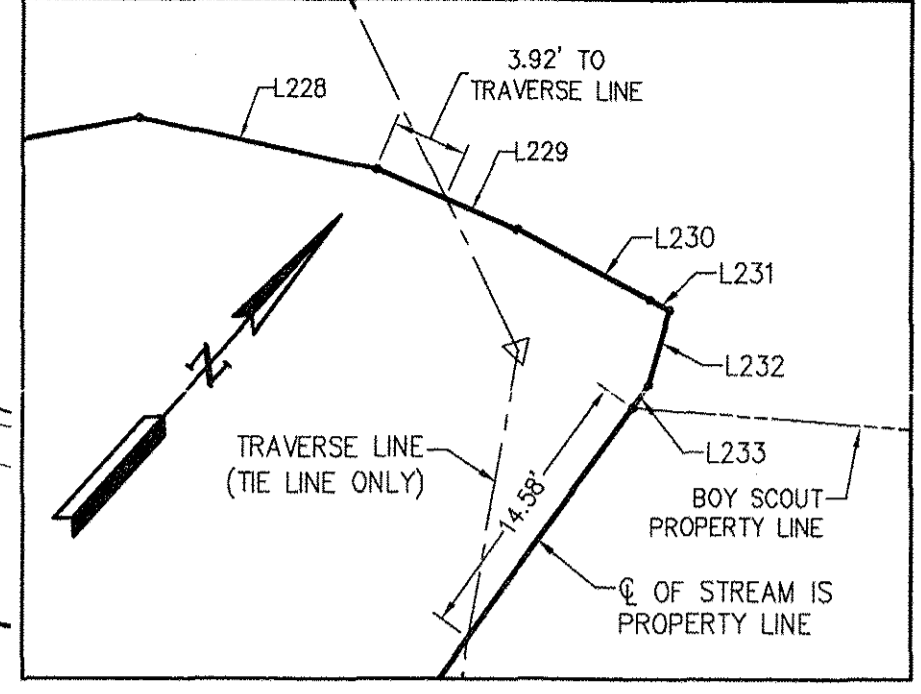 3.92' TO
TRAVERSE LINE
L228
L229
L230
L231
N
L232
TRAVERSE LINE
(TIE LINE ONLY)
14.58'
L233
BOY SCOUT
PROPERTY LINE
℄ OF STREAM IS
PROPERTY LINE